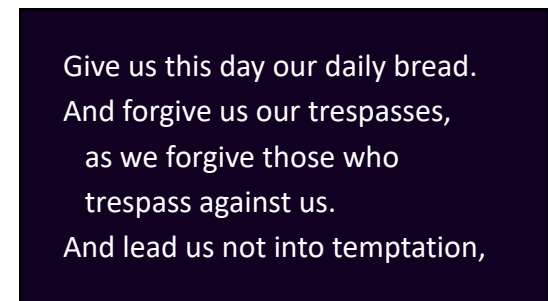 Give us this day our daily bread.
And forgive us our trespasses,
as we forgive those who
trespass against us.
And lead us not into temptation,